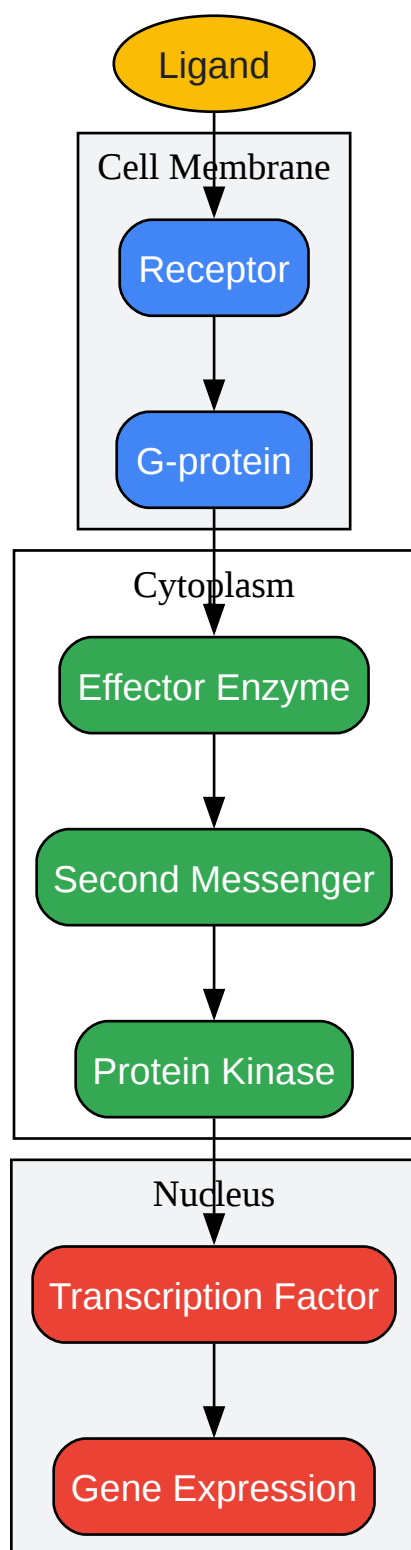 Ligand
Cell Membrane
Receptor
G-protein
Cytoplasm
Effector Enzyme
Second Messenger
Protein Kinase
Nucleus
Transcription Factor
Gene Expression